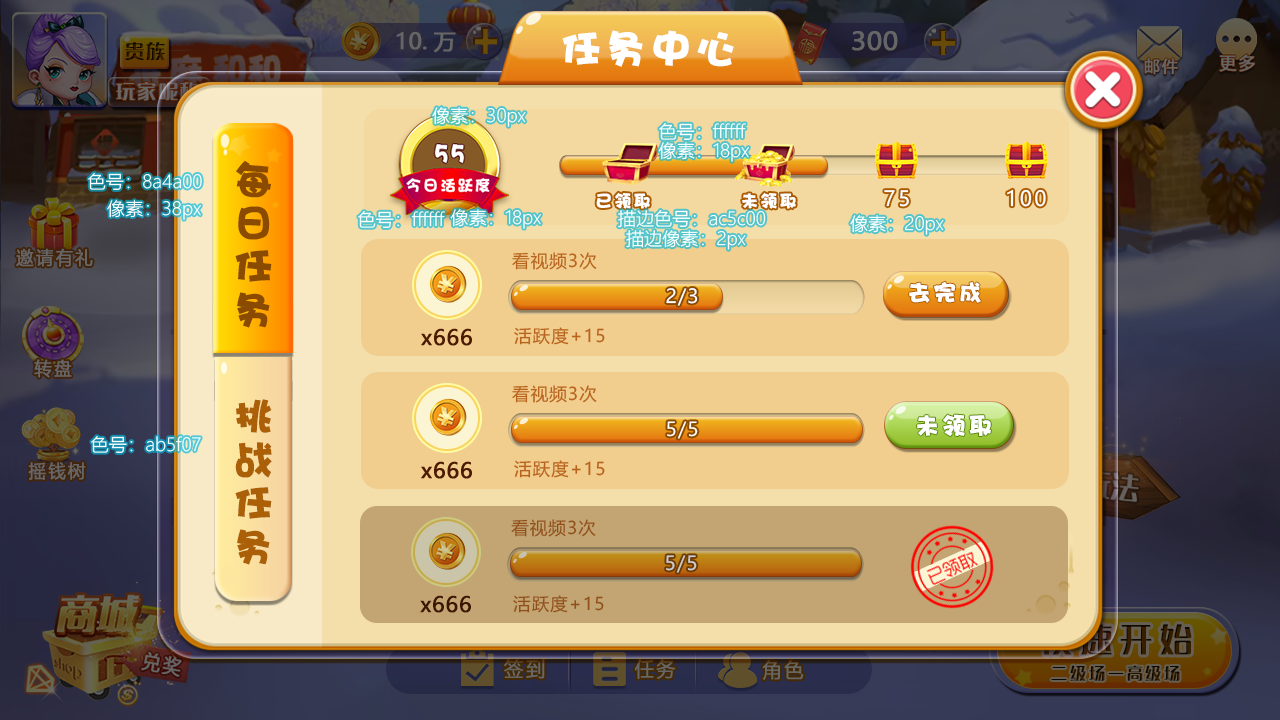 贵族
10.万
300
任务中心
邮件
更多
像素：30px
55
今日活跃度
色号：ffffff 像素：18px
色号：ffffff
像素：18px
已领取
未领取
75
100
描边色号：ac5c00
描边像素：2px
像素：20px
色号：8a4a00
像素：38px
每日任务
挑战任务
色号：ab5f07
邀请有礼
转盘
摇钱树
看视频3次
2/3
去完成
x666
活跃度+15
看视频3次
5/5
未领取
x666
活跃度+15
看视频3次
5/5
已领取
x666
活跃度+15
商城
shop
兑奖
签到
任务
角色
速开始
二级场—高级场